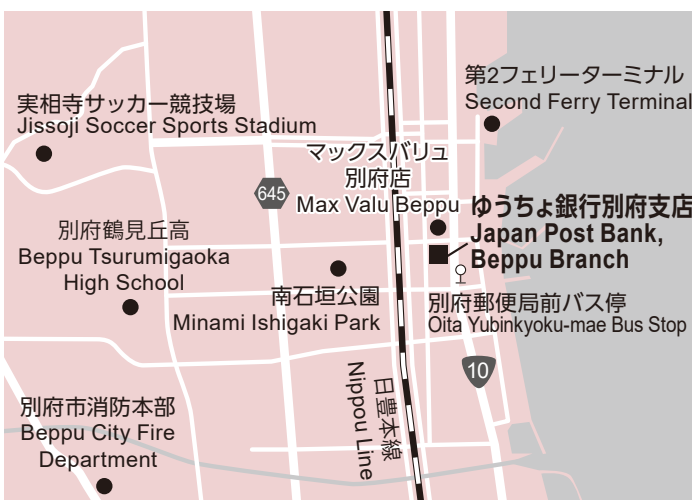 第2フェリーターミナル
Second Ferry Terminal
実相寺サッカー競技場
Jissoji Soccer Sports Stadium
マックスバリュ
別府店
Max Valu Beppu
645
ゆうちょ銀行別府支店
Japan Post Bank,
Beppu Branch
別府鶴見丘高
Beppu Tsurumigaoka
High School
南石垣公園
Minami Ishigaki Park
別府郵便局前バス停
Oita Yubinkyoku-mae Bus Stop
10
日豊本線
Nippou Line
別府市消防本部
Beppu City Fire
Department